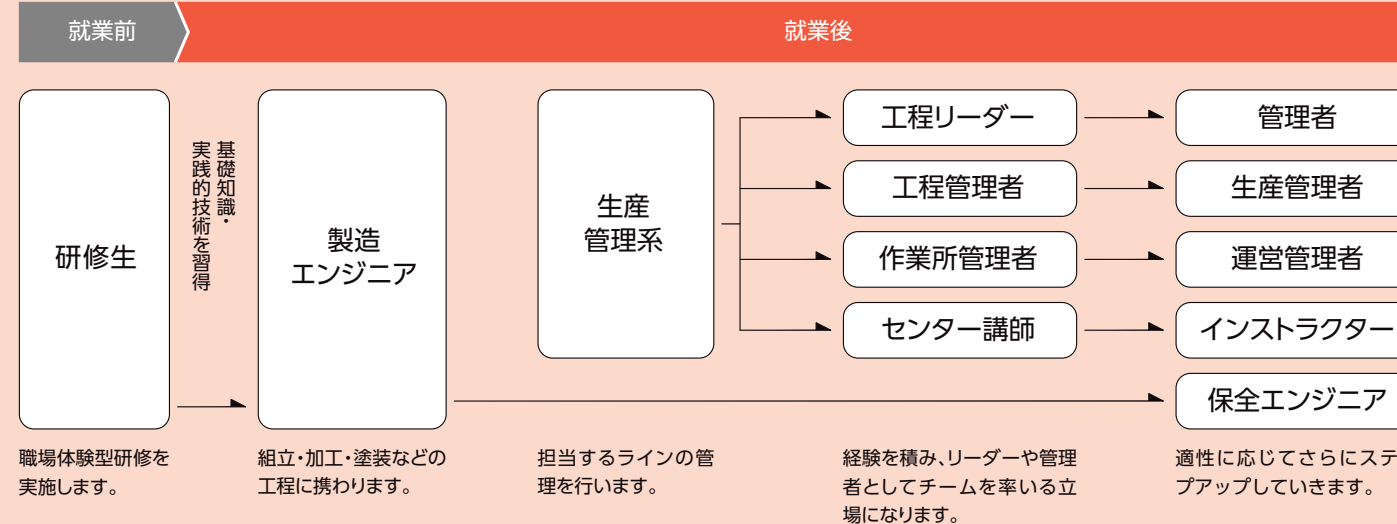 就業前
就業後
研修生
基礎知識・
実践的技術を習得
製造
エンジニア
生産
管理系
工程リーダー
管理者
工程管理者
生産管理者
作業所管理者
運営管理者
センター講師
インストラクター
保全エンジニア
職場体験型研修を
実施します。
組立・加工・塗装などの
工程に携わります。
担当するラインの管
理を行います。
経験を積み、リーダーや管理
者としてチームを率いる立
場になります。
適性に応じてさらにステ
プアップしていきます。